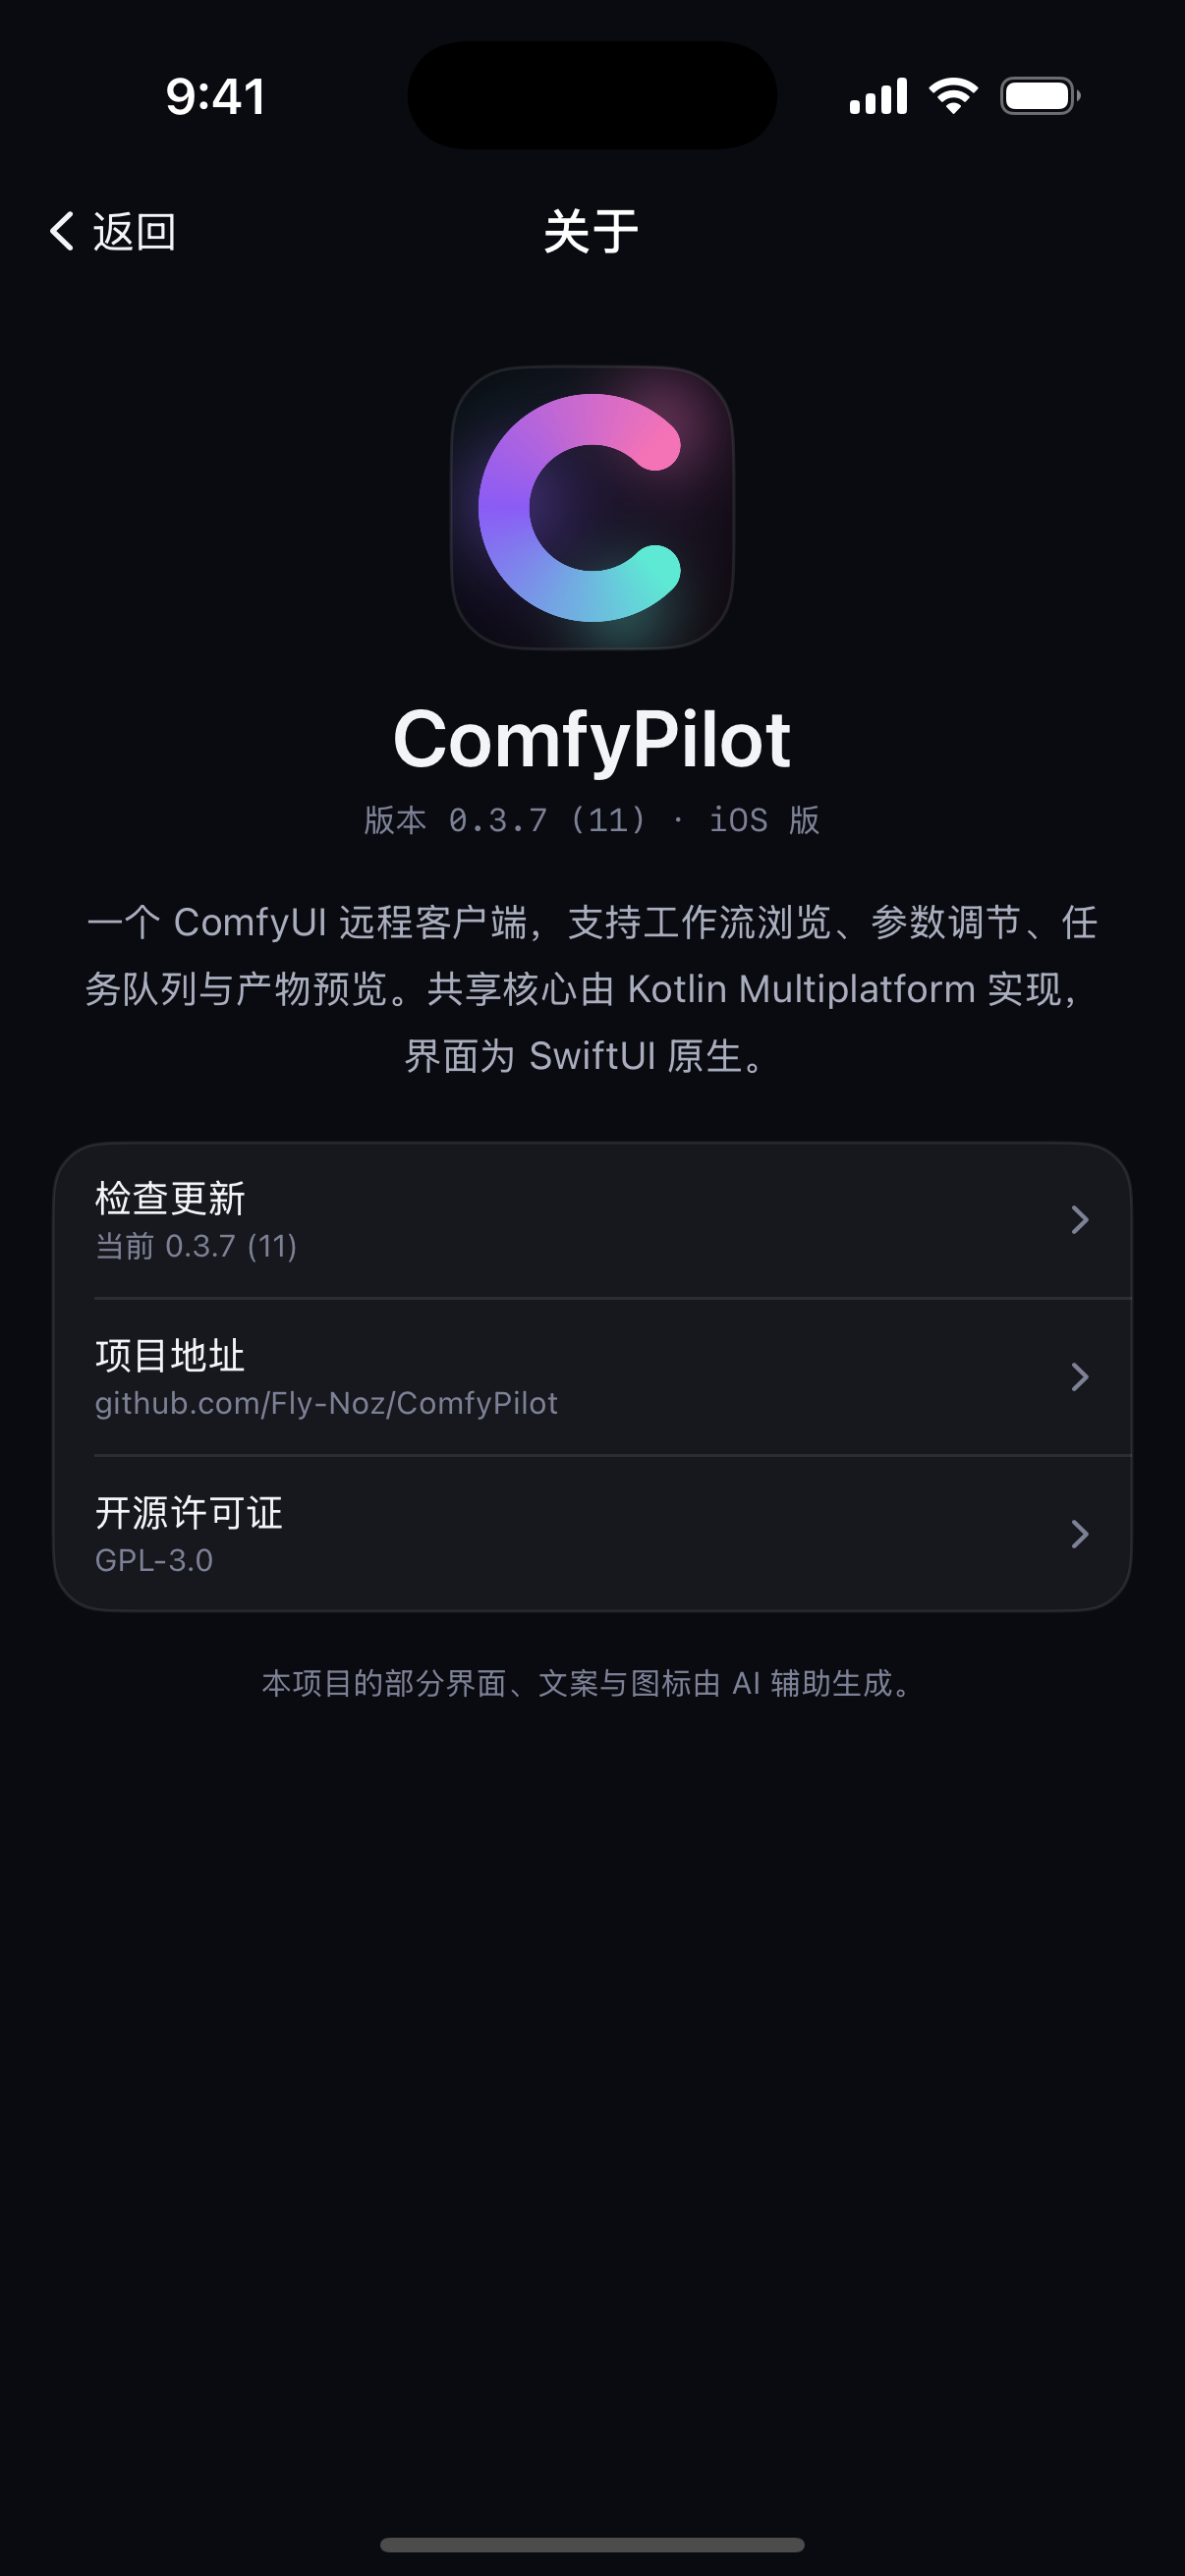 9:41
返回
关于
ComfyPilot
版本 0.3.7 (11) · iOS 版
一个 ComfyUI 远程客户端，支持工作流浏览、参数调节、任
务队列与产物预览。共享核心由 Kotlin Multiplatform 实现，
界面为 SwiftUI 原生。
检查更新
当前 0.3.7 (11)
项目地址
github.com/Fly-Noz/ComfyPilot
开源许可证
GPL-3.0
本项目的部分界面、文案与图标由 AI 辅助生成。